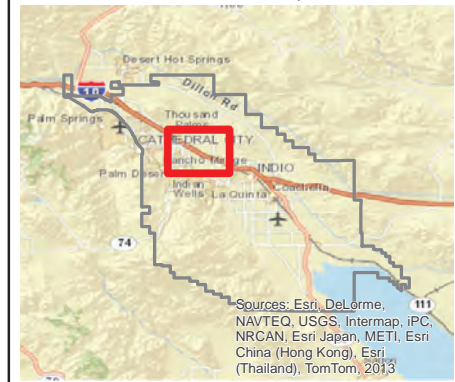 Desert Hot Springs
Dillon Rd
10
Palm Springs
Thousand
Palms
CATHEDRAL CITY
Rancho Mirage
INDIO
Palm Desert
Indian
Wells
La Quinta
Coachella
74
111
Sources: Esri, DeLorme,
NAVTEQ, USGS, Intermap, iPC,
NRCAN, Esri Japan, METI, Esri
China (Hong Kong), Esri
(Thailand), TomTom, 2013